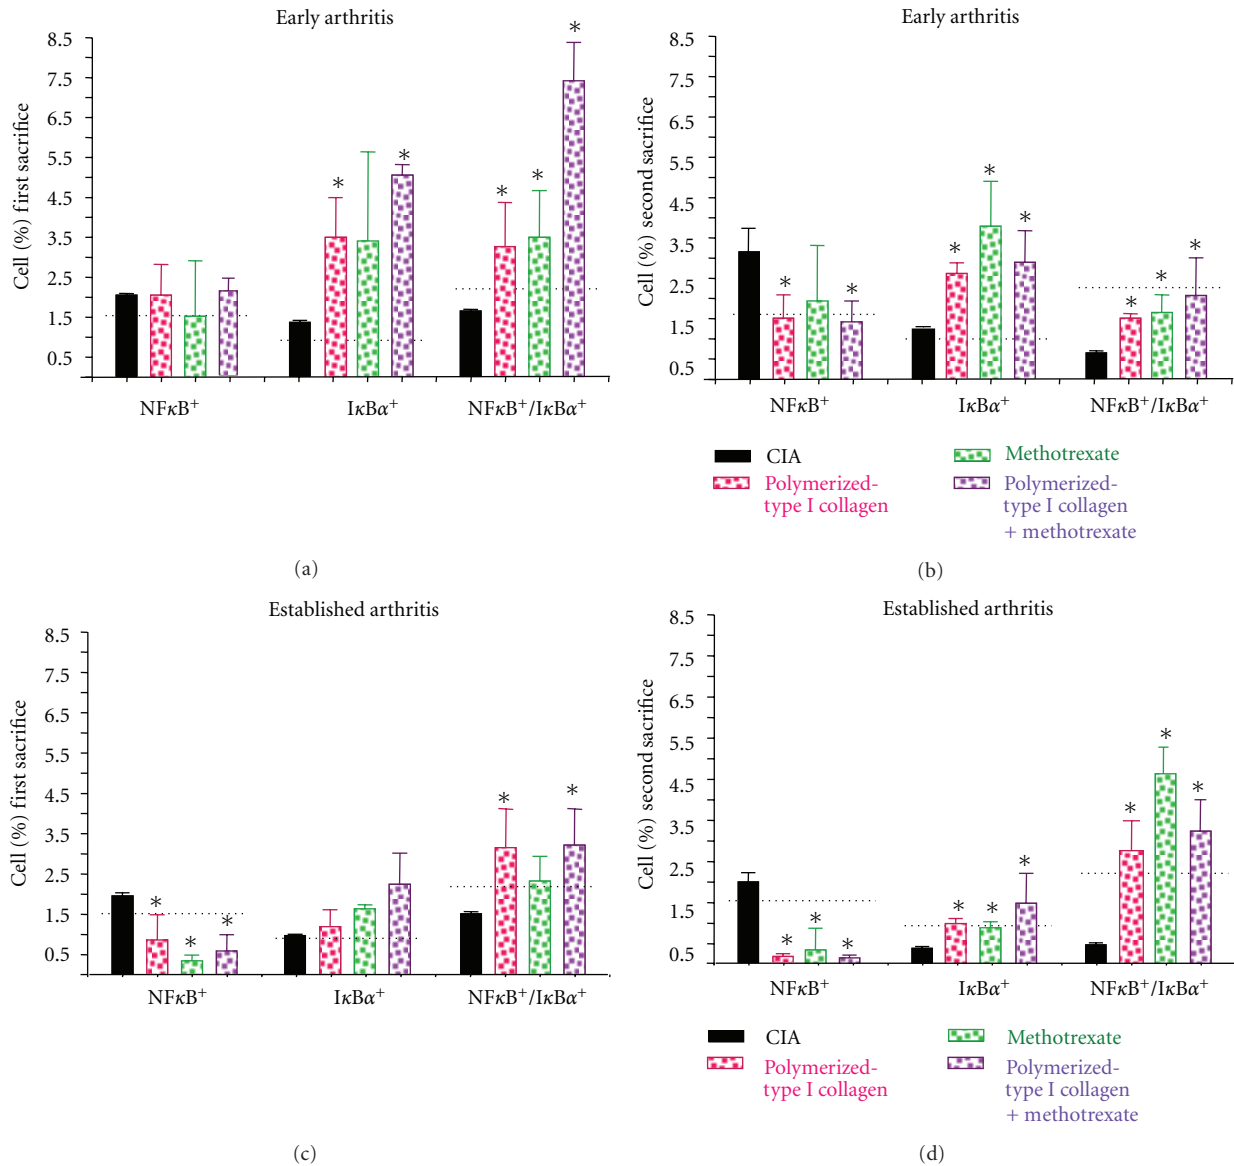 Early arthritis
Cell (%) first sacrifice
8.5
7.5
6.5
5.5
4.5
3.5
2.5
1.5
0.5
*
*
*
*
*
NFκB+
IκBα+
NFκB+/IκBα+
(a)
Early arthritis
Cell (%) second sacrifice
8.5
7.5
6.5
5.5
4.5
3.5
2.5
1.5
0.5
*
*
*
*
*
*
*
*
NFκB+
IκBα+
NFκB+/IκBα+
CIA
Polymerized-
type I collagen
Methotrexate
Polymerized-
type I collagen
+ methotrexate
(b)
Established arthritis
Cell (%) first sacrifice
8.5
7.5
6.5
5.5
4.5
3.5
2.5
1.5
0.5
*
*
*
*
*
NFκB+
IκBα+
NFκB+/IκBα+
(c)
Established arthritis
Cell (%) second sacrifice
8.5
7.5
6.5
5.5
4.5
3.5
2.5
1.5
0.5
*
*
*
*
*
*
*
*
*
NFκB+
IκBα+
NFκB+/IκBα+
CIA
Polymerized-
type I collagen
Methotrexate
Polymerized-
type I collagen
+ methotrexate
(d)